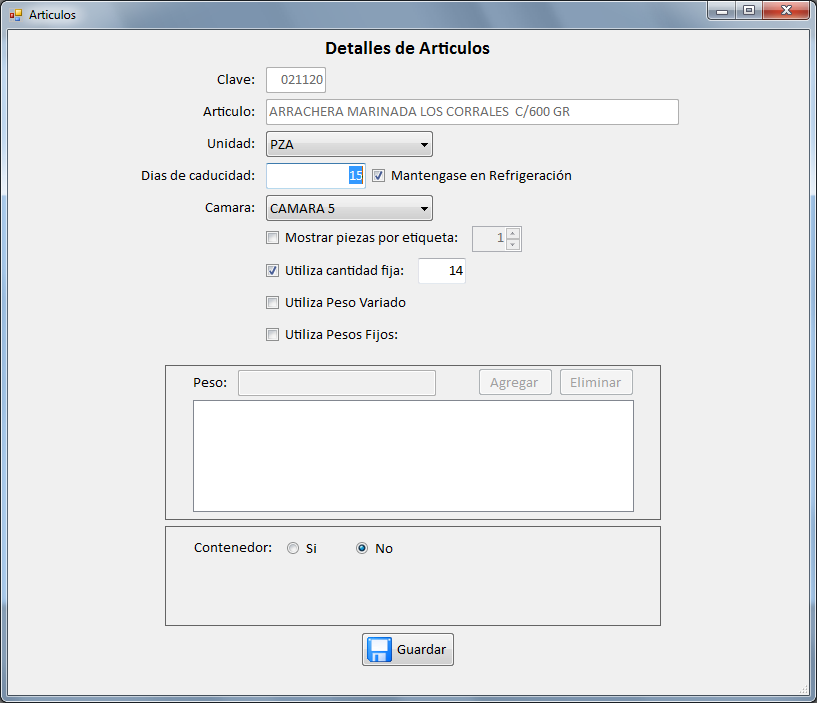 Articulos
Detalles de Articulos
Clave: 021120
Articulo: ARRACHERA MARINADA LOS CORRALES  C/600 GR
Unidad: PZA
Dias de caducidad: 15 Mantengase en Refrigeración
Camara: CAMARA 5
Mostrar piezas por etiqueta: 1
Utiliza cantidad fija: 14
Utiliza Peso Variado
Utiliza Pesos Fijos:
Peso: Agregar Eliminar
Contenedor: Si No
Guardar